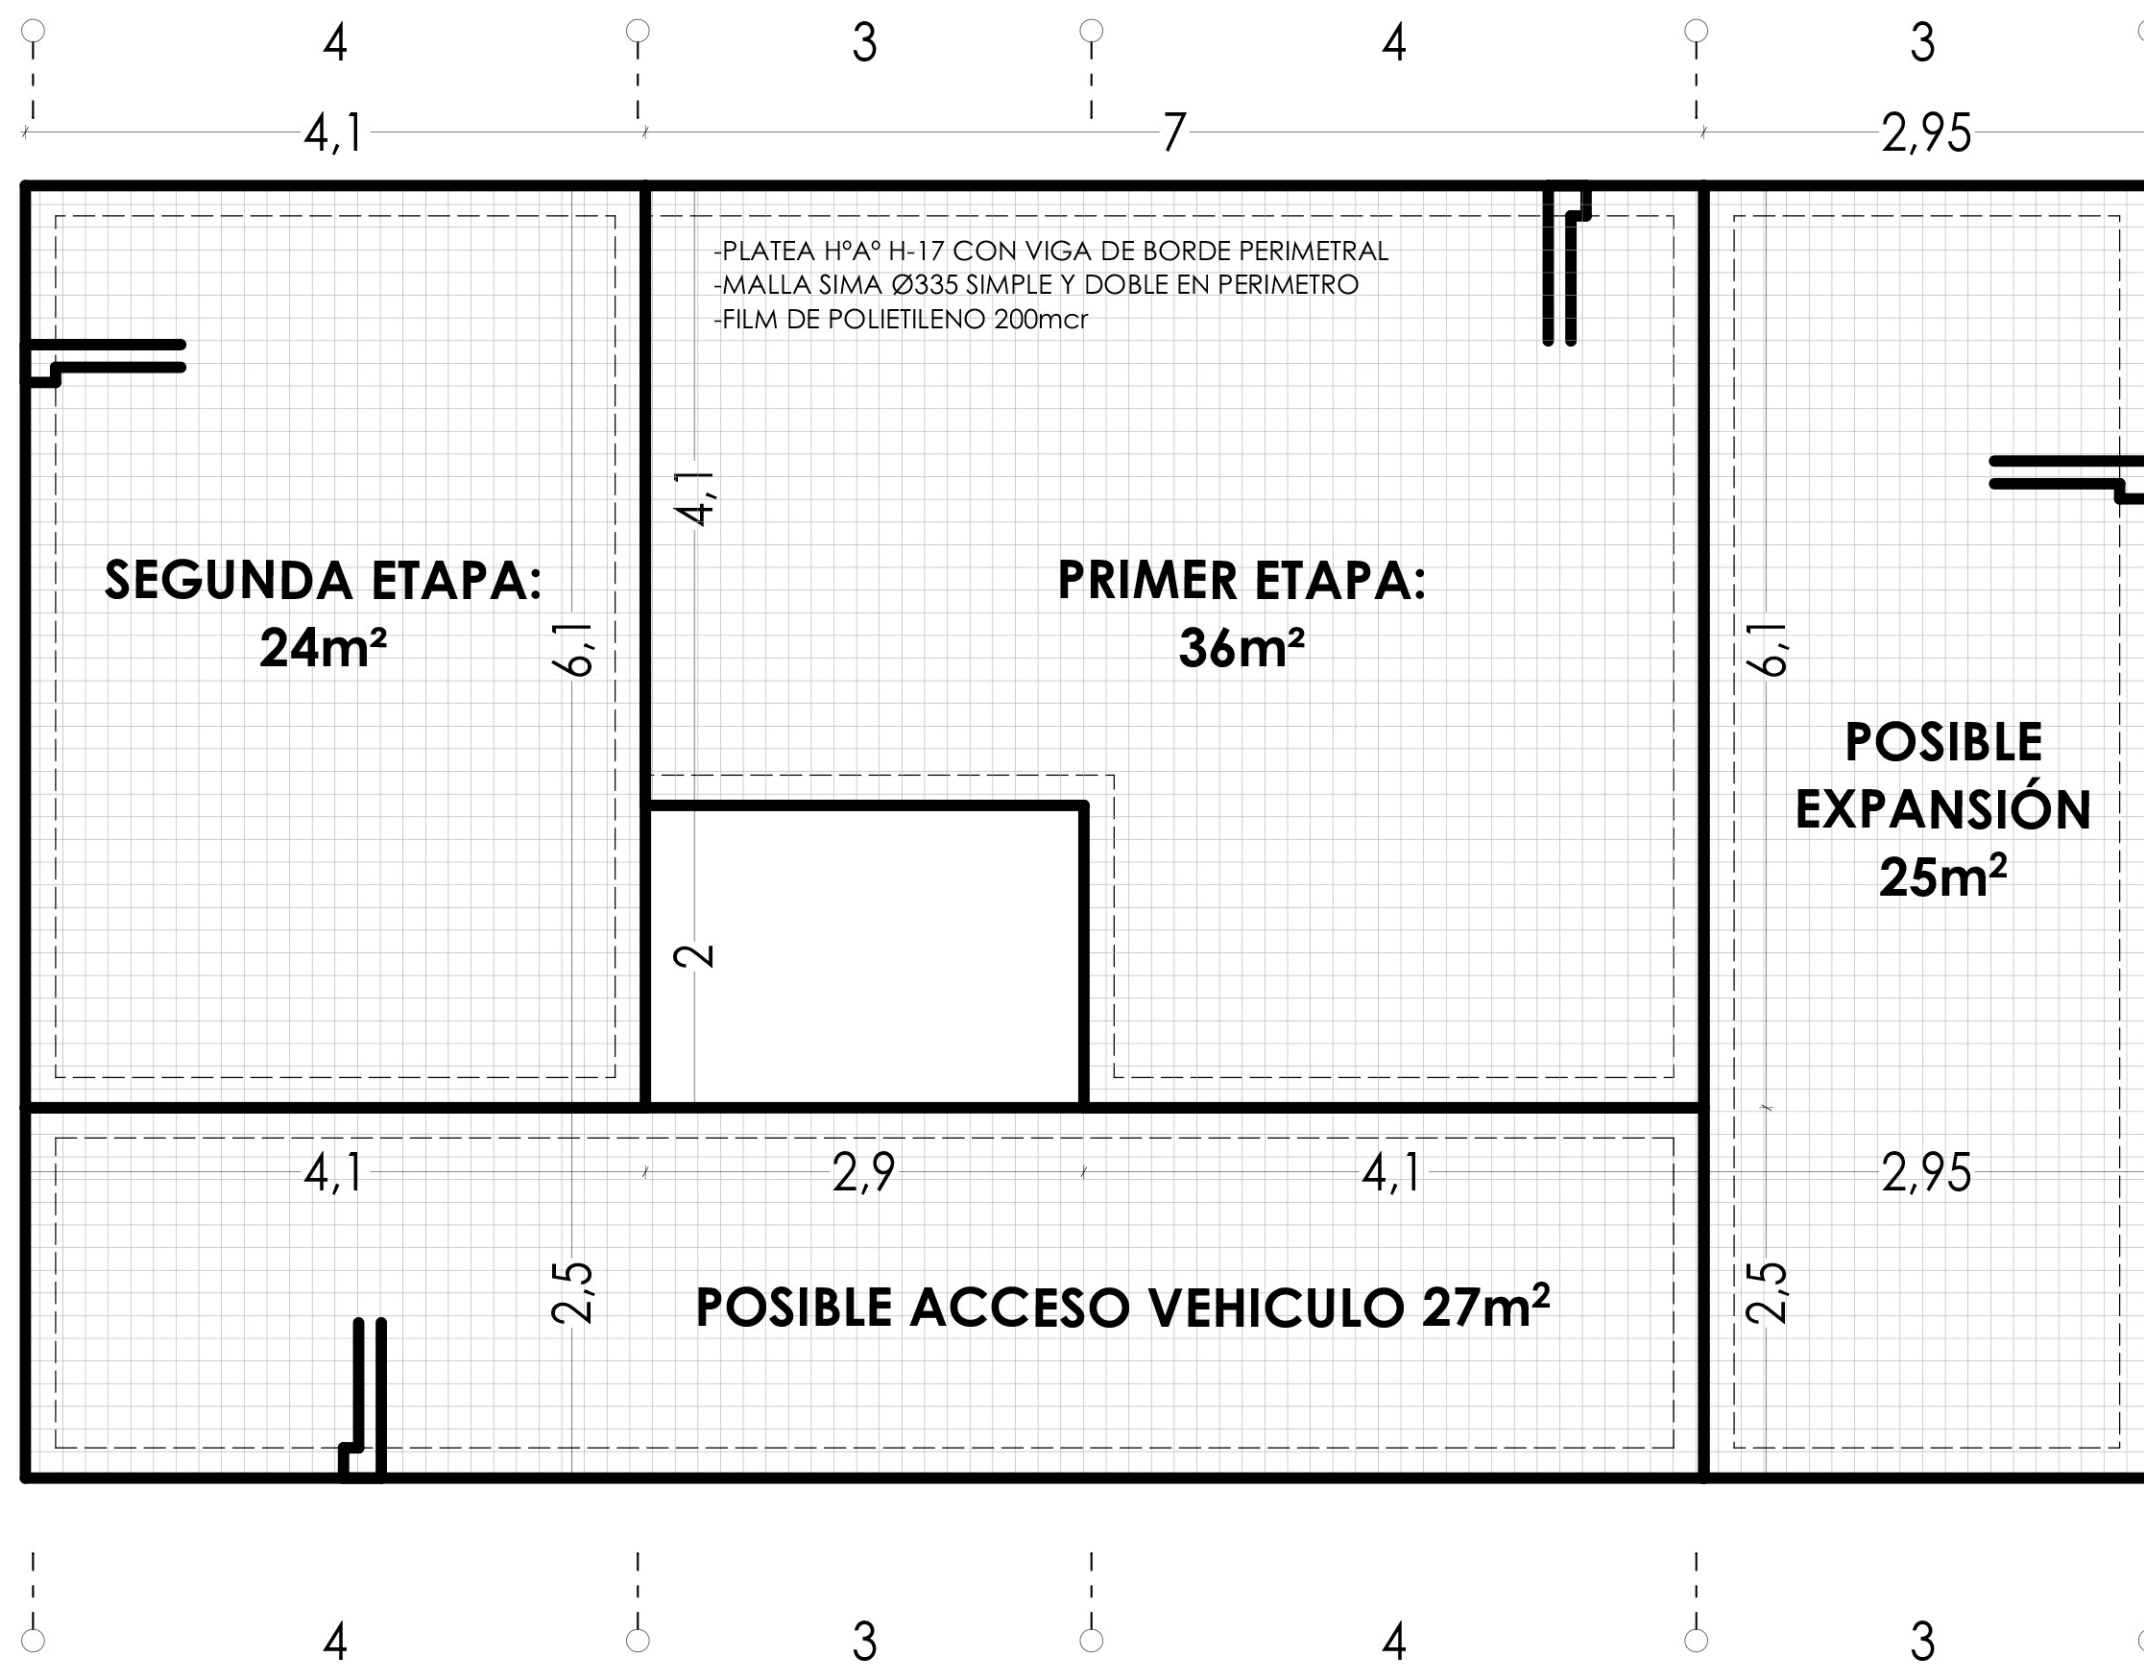 4 3 4 3
4,1 7 2,95
-PLATEA HºAº H-17 CON VIGA DE BORDE PERIMETRAL
-MALLA SIMA Ø335 SIMPLE Y DOBLE EN PERIMETRO
-FILM DE POLIETILENO 200mcr
4,1
SEGUNDA ETAPA:
24m²
6,1
PRIMER ETAPA:
36m²
6,1
POSIBLE
EXPANSIÓN
25m²
2
4,1 2,9 4,1 2,95
2,5
POSIBLE ACCESO VEHICULO 27m²
2,5
4 3 4 3